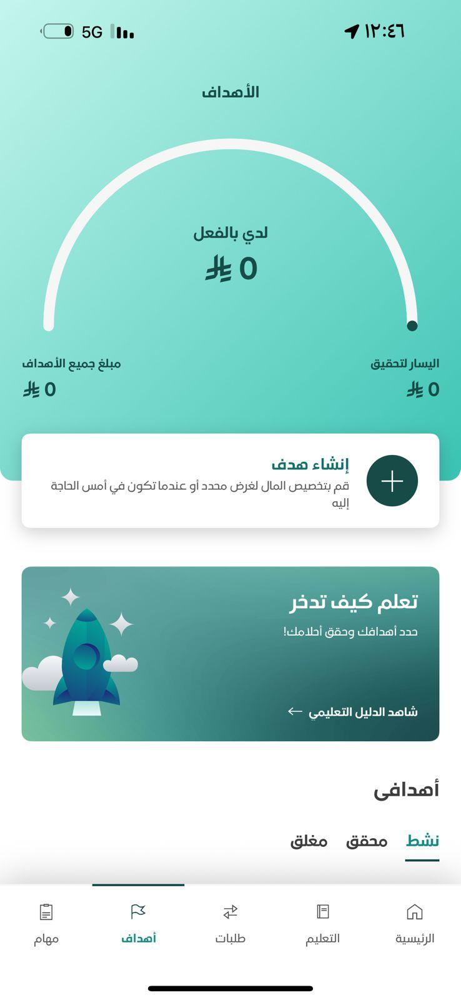 ١٢:٤٦
5G
الأهداف
لدي بالفعل
0 ⃁
اليسار لتحقيق
0 ⃁
مبلغ جميع الأهداف
0 ⃁
إنشاء هدف
قم بتخصيص المال لغرض محدد أو عندما تكون في أمس الحاجة
إليه
تعلم كيف تدخر
حدد أهدافك وحقق أحلامك!
شاهد الدليل التعليمي ←
أهدافى
نشط
محقق
مغلق
الرئيسية
التعليم
طلبات
أهداف
مهام